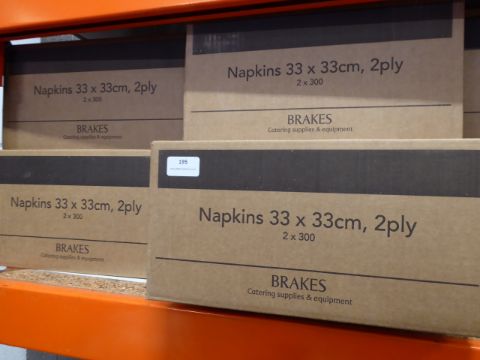 Napkins 33 x 33cm, 2ply
2 x 300
BRAKES
Catering supplies & equipment
Napkins 33 x 33cm, 2ply
2 x 300
BRAKES
Catering supplies & equipment
Napkins 33 x 33cm, 2ply
2 x 300
BRAKES
Catering supplies & equipment
195
Napkins 33 x 33cm, 2ply
2 x 300
BRAKES
Catering supplies & equipment